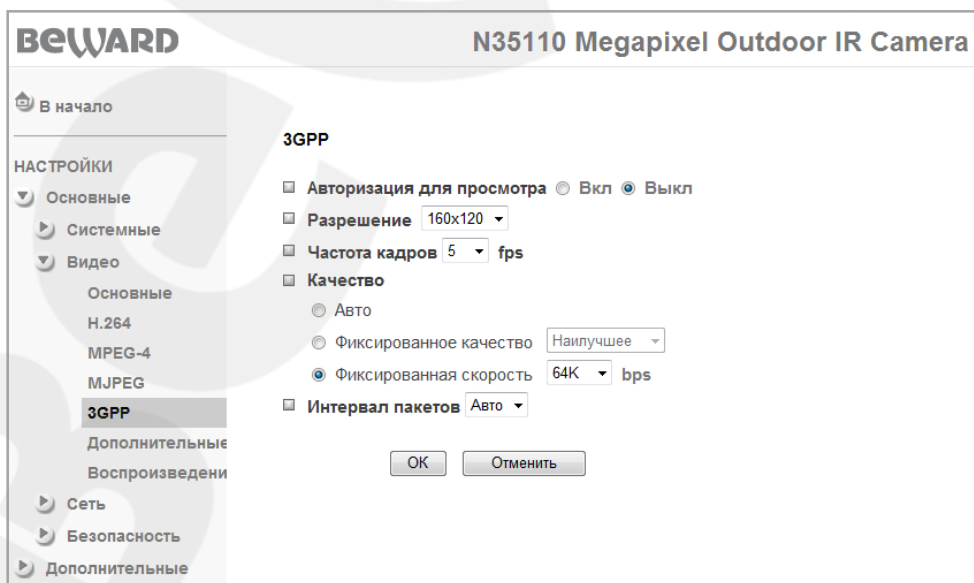 BEWARD
N35110 Megapixel Outdoor IR Camera
В начало
НАСТРОЙКИ
Основные
Системные
Видео
Основные
H.264
MPEG-4
MJPEG
3GPP
Дополнительные
Воспроизведени
Сеть
Безопасность
Дополнительные
3GPP
Авторизация для просмотра Вкл Выкл
Разрешение 160x120
Частота кадров 5 fps
Качество
Авто
Фиксированное качество Наилучшее
Фиксированная скорость 64K bps
Интервал пакетов Авто
OK Отменить